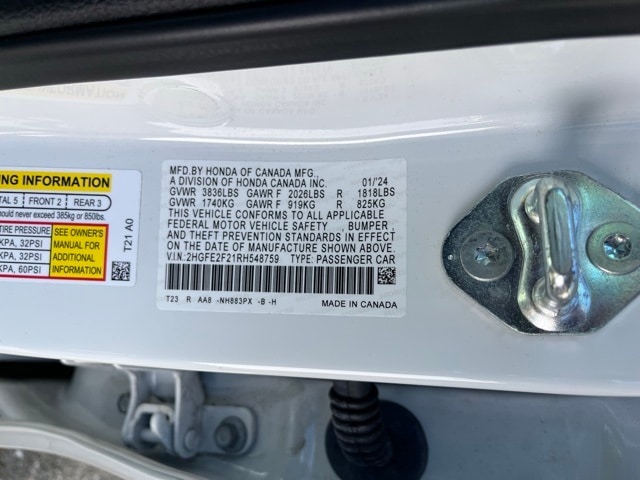 ING INFORMATION
TAL 5 FRONT 2 REAR 3
ould never exceed 385kg or 850lbs.
TIRE PRESSURE SEE OWNER'S
KPA, 32PSI MANUAL FOR
KPA, 32PSI ADDITIONAL
KPA, 60PSI INFORMATION
T21 A0
MFD.BY HONDA OF CANADA MFG.,
A DIVISION OF HONDA CANADA INC. 01/'24
GVWR 3836LBS GAWR F 2026LBS R 1818LBS
GVWR 1740KG GAWR F 919KG R 825KG
THIS VEHICLE CONFORMS TO ALL APPLICABLE
FEDERAL MOTOR VEHICLE SAFETY , BUMPER ,
AND THEFT PREVENTION STANDARDS IN EFFECT
ON THE DATE OF MANUFACTURE SHOWN ABOVE.
V.I.N:2HGFE2F21RH548759 TYPE: PASSENGER CAR
T23 R AA8 -NH883PX -B -H MADE IN CANADA